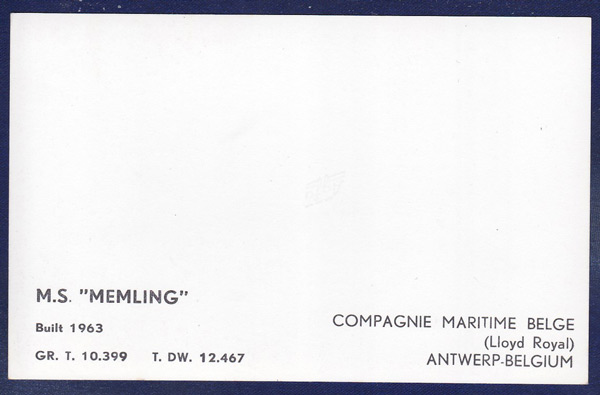 M.S. "MEMLING"
Built 1963
GR. T. 10.399 T. DW. 12.467
COMPAGNIE MARITIME BELGE
(Lloyd Royal)
ANTWERP-BELGIUM